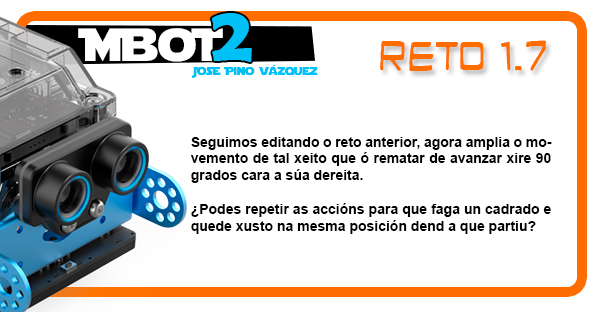 MBOT2
JOSE PINO VÁZQUEZ
RETO 1.7
Seguimos editando o reto anterior, agora amplia o mo-
vemento de tal xeito que ó rematar de avanzar xire 90
grados cara a súa dereita.
¿Podes repetir as accións para que faga un cadrado e
quede xusto na mesma posición dend a que partiu?